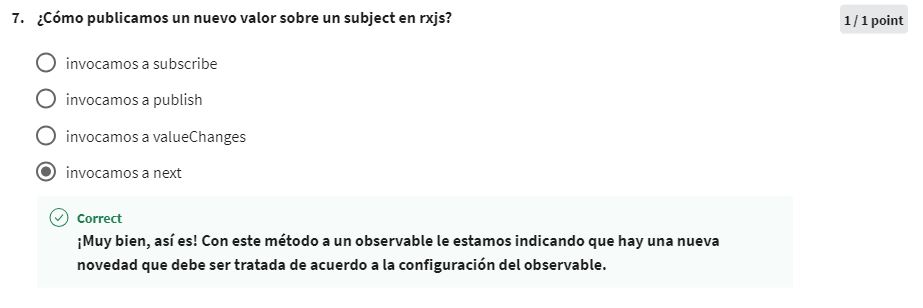 7. ¿Cómo publicamos un nuevo valor sobre un subject en rxjs?
1 / 1 point
invocamos a subscribe
invocamos a publish
invocamos a valueChanges
invocamos a next
Correct
¡Muy bien, así es! Con este método a un observable le estamos indicando que hay una nueva
novedad que debe ser tratada de acuerdo a la configuración del observable.